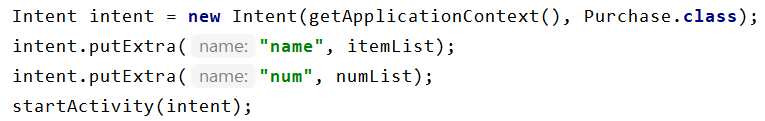 Intent intent = new Intent(getApplicationContext(), Purchase.class);
intent.putExtra( name: "name", itemList);
intent.putExtra( name: "num", numList);
startActivity(intent);